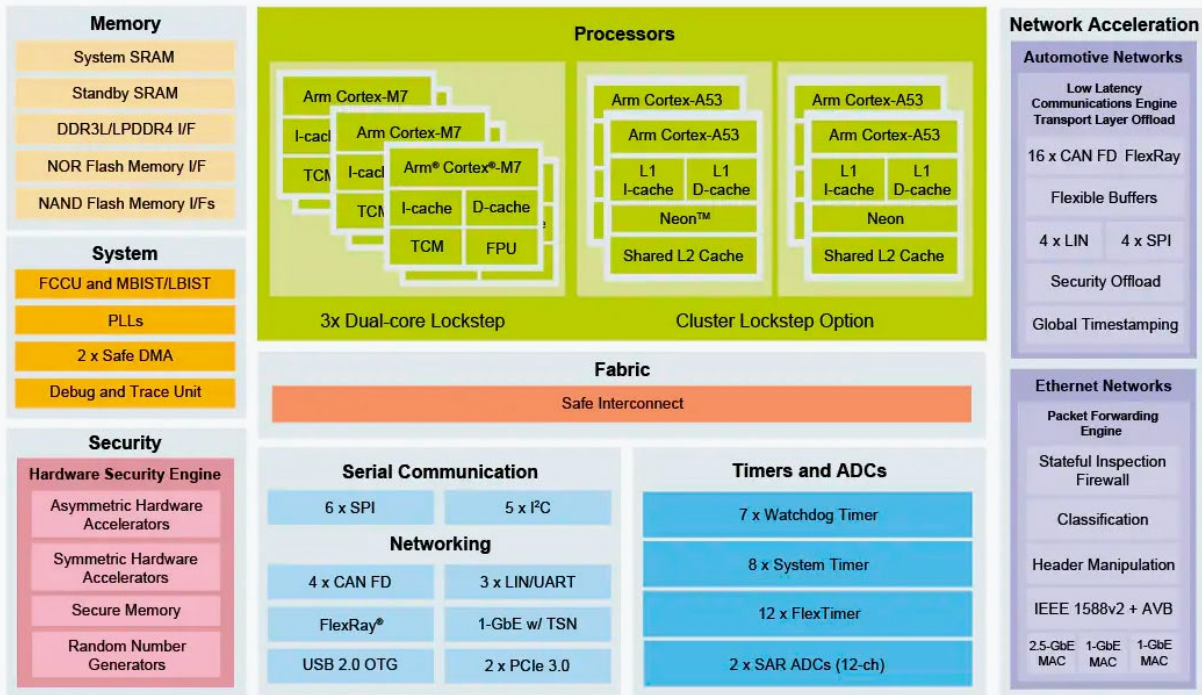 Memory
System SRAM
Standby SRAM
DDR3L/LPDDR4 I/F
NOR Flash Memory I/F
NAND Flash Memory I/Fs
System
FCCU and MBIST/LBIST
PLLs
2 x Safe DMA
Debug and Trace Unit
Security
Hardware Security Engine
Asymmetric Hardware
Accelerators
Symmetric Hardware
Accelerators
Secure Memory
Random Number
Generators
Processors
Arm Cortex-M7
I-cache
TCM
Arm Cortex-M7
I-cache
TCM
Arm® Cortex®-M7
I-cache D-cache
TCM FPU
3x Dual-core Lockstep
Arm Cortex-A53
Arm Cortex-A53
L1
I-cache
L1
D-cache
Neon™
Shared L2 Cache
Arm Cortex-A53
Arm Cortex-A53
L1
I-cache
L1
D-cache
Neon
Shared L2 Cache
Cluster Lockstep Option
Fabric
Safe Interconnect
Serial Communication
6 x SPI 5 x I²C
Networking
4 x CAN FD 3 x LIN/UART
FlexRay® 1-GbE w/ TSN
USB 2.0 OTG 2 x PCIe 3.0
Timers and ADCs
7 x Watchdog Timer
8 x System Timer
12 x FlexTimer
2 x SAR ADCs (12-ch)
Network Acceleration
Automotive Networks
Low Latency
Communications Engine
Transport Layer Offload
16 x CAN FD FlexRay
Flexible Buffers
4 x LIN 4 x SPI
Security Offload
Global Timestamping
Ethernet Networks
Packet Forwarding
Engine
Stateful Inspection
Firewall
Classification
Header Manipulation
IEEE 1588v2 + AVB
2.5-GbE
MAC
1-GbE
MAC
1-GbE
MAC